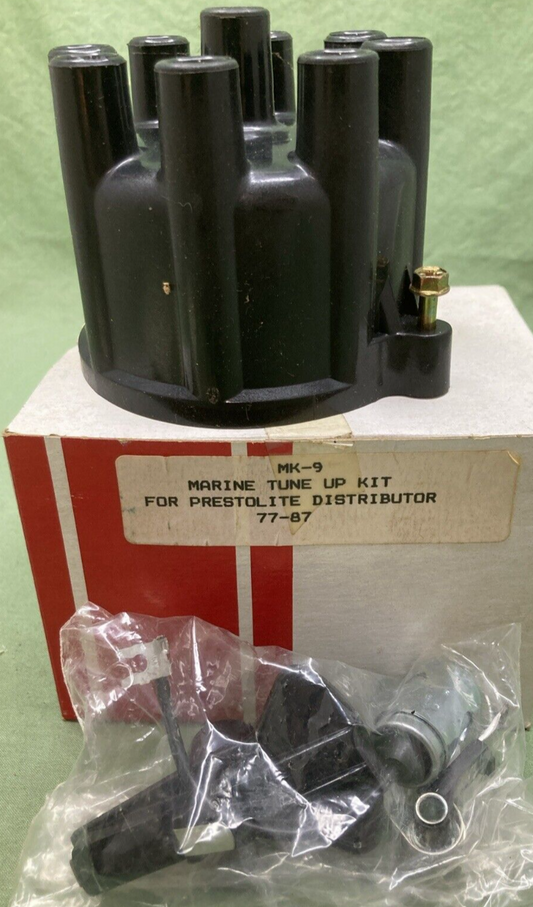 MK-9
MARINE TUNE UP KIT
FOR PRESTOLITE DISTRIBUTOR
77-87